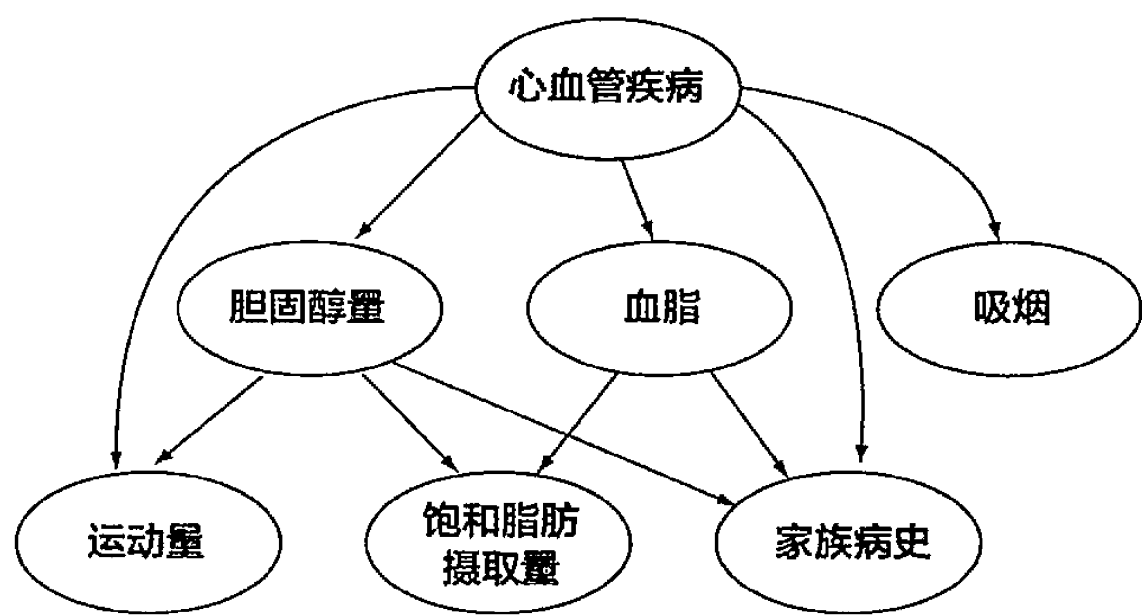 心血管疾病
胆固醇量
血脂
吸烟
运动量
饱和脂肪
摄取量
家族病史